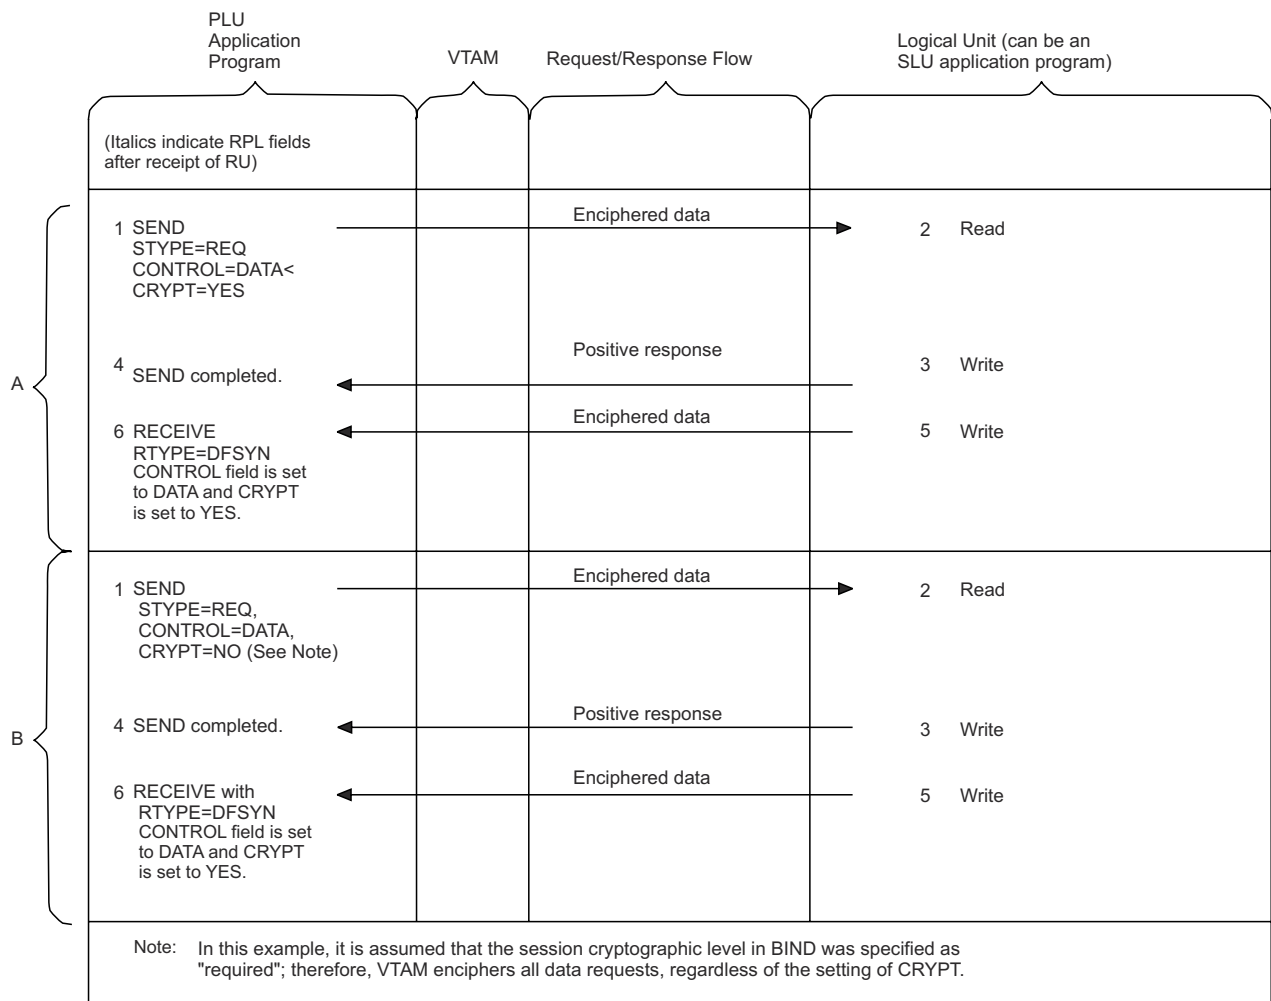 PLU
Application
Program
VTAM
Request/Response Flow
Logical Unit (can be an
SLU application program)
(Italics indicate RPL fields
after receipt of RU)
A
1 SEND
STYPE=REQ
CONTROL=DATA<
CRYPT=YES
Enciphered data
2 Read
4 SEND completed.
Positive response
3 Write
6 RECEIVE
RTYPE=DFSYN
CONTROL field is set
to DATA and CRYPT
is set to YES.
Enciphered data
5 Write
B
1 SEND
STYPE=REQ,
CONTROL=DATA,
CRYPT=NO (See Note)
Enciphered data
2 Read
4 SEND completed.
Positive response
3 Write
6 RECEIVE with
RTYPE=DFSYN
CONTROL field is set
to DATA and CRYPT
is set to YES.
Enciphered data
5 Write
Note: In this example, it is assumed that the session cryptographic level in BIND was specified as
"required"; therefore, VTAM enciphers all data requests, regardless of the setting of CRYPT.